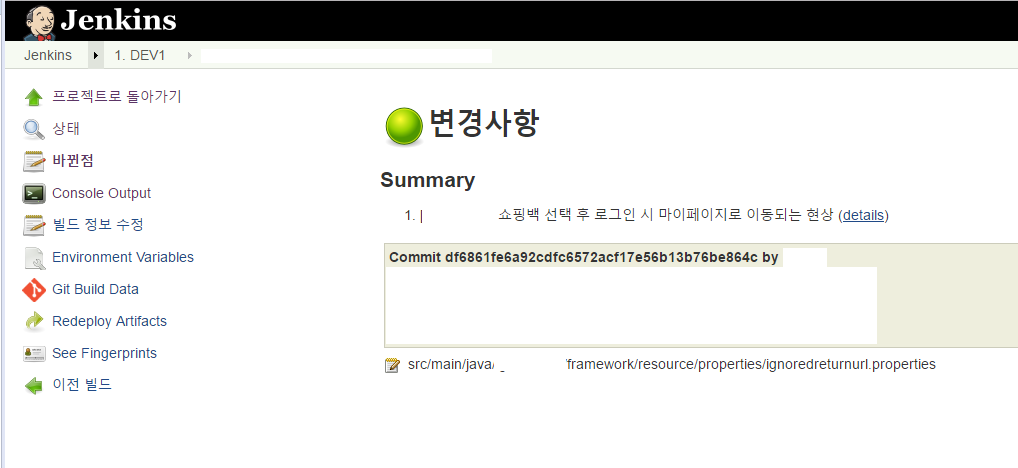 Jenkins
Jenkins 1. DEV1
프로젝트로 돌아가기
상태
바뀐점
Console Output
빌드 정보 수정
Environment Variables
Git Build Data
Redeploy Artifacts
See Fingerprints
이전 빌드
변경사항
Summary
1. | 쇼핑백 선택 후 로그인 시 마이페이지로 이동되는 현상 (details)
Commit df6861fe6a92cdfc6572acf17e56b13b76be864c by
src/main/java/ _ /framework/resource/properties/ignoredreturnurl.properties